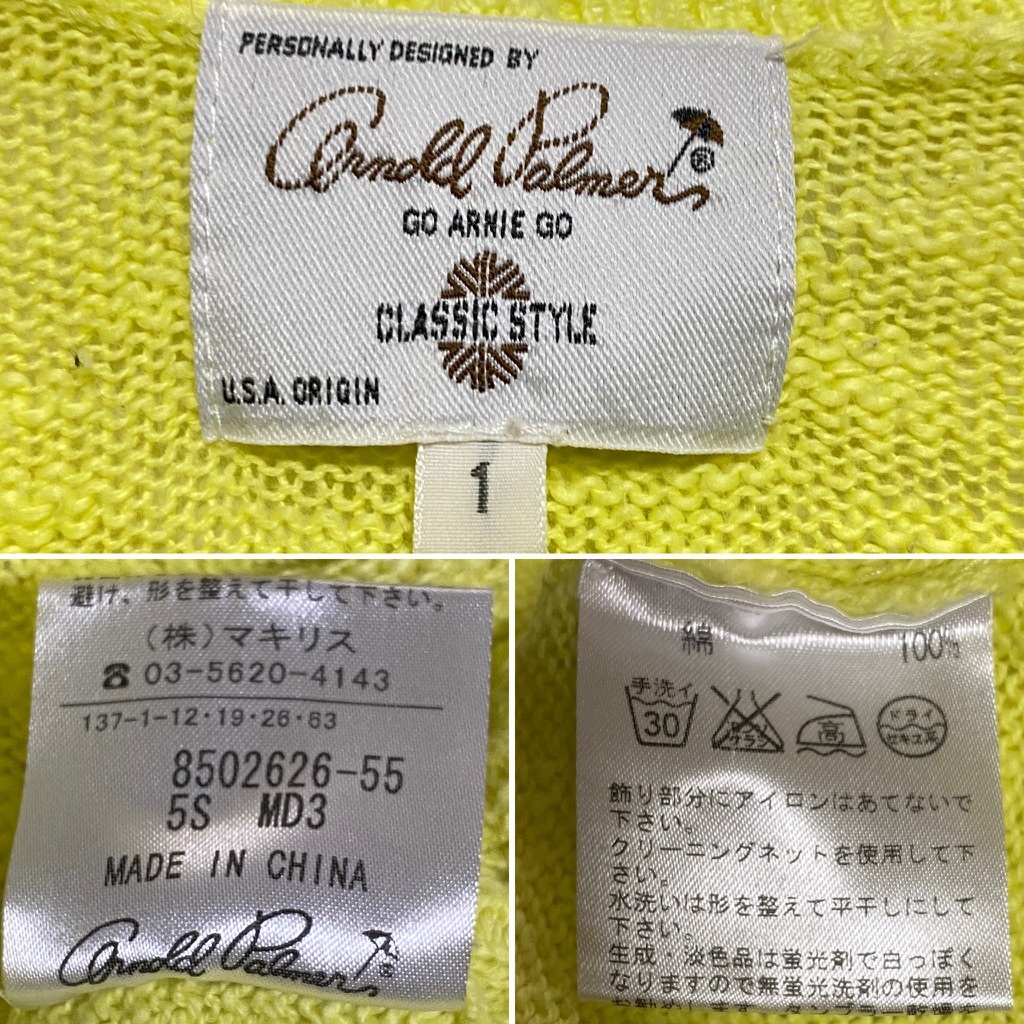 PERSONALLY DESIGNED BY
Arnold Palmer ®
GO ARNIE GO
CLASSIC STYLE
U.S.A. ORIGIN
1
避け、形を整えて干して下さい。
(株)マキリス
☎ 03-5620-4143
137-1-12・19・26・63
8502626-55
5S MD3
MADE IN CHINA
Arnold Palmer ®
綿 100%
手洗イ
30
高
ドライ
セキユ系
飾り部分にアイロンはあてないで
下さい。
クリーニングネットを使用して下
さい。
水洗いは形を整えて平干しにして
下さい。
生成・淡色品は蛍光剤で白っぽく
なりますので無蛍光洗剤の使用を